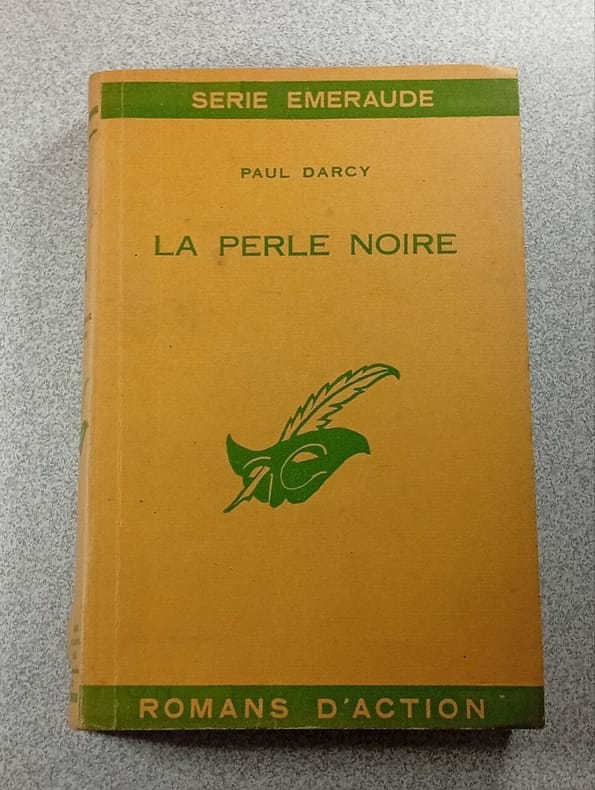 SERIE EMERAUDE
PAUL DARCY
LA PERLE NOIRE
ROMANS D'ACTION